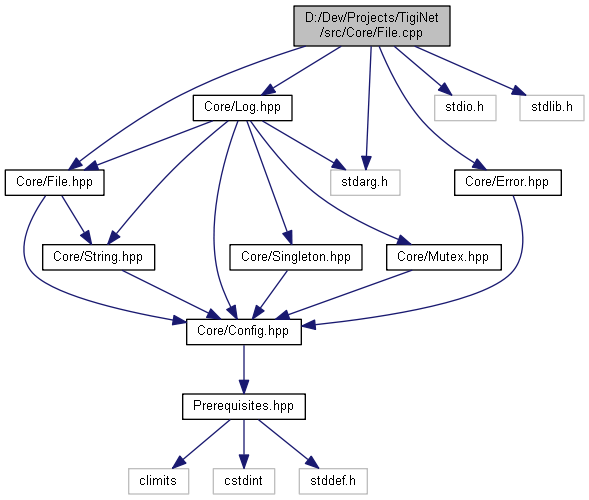 D:/Dev/Projects/TigiNet
/src/Core/File.cpp
Core/Log.hpp
stdio.h
stdlib.h
Core/File.hpp
stdarg.h
Core/Error.hpp
Core/String.hpp
Core/Singleton.hpp
Core/Mutex.hpp
Core/Config.hpp
Prerequisites.hpp
climits
cstdint
stddef.h